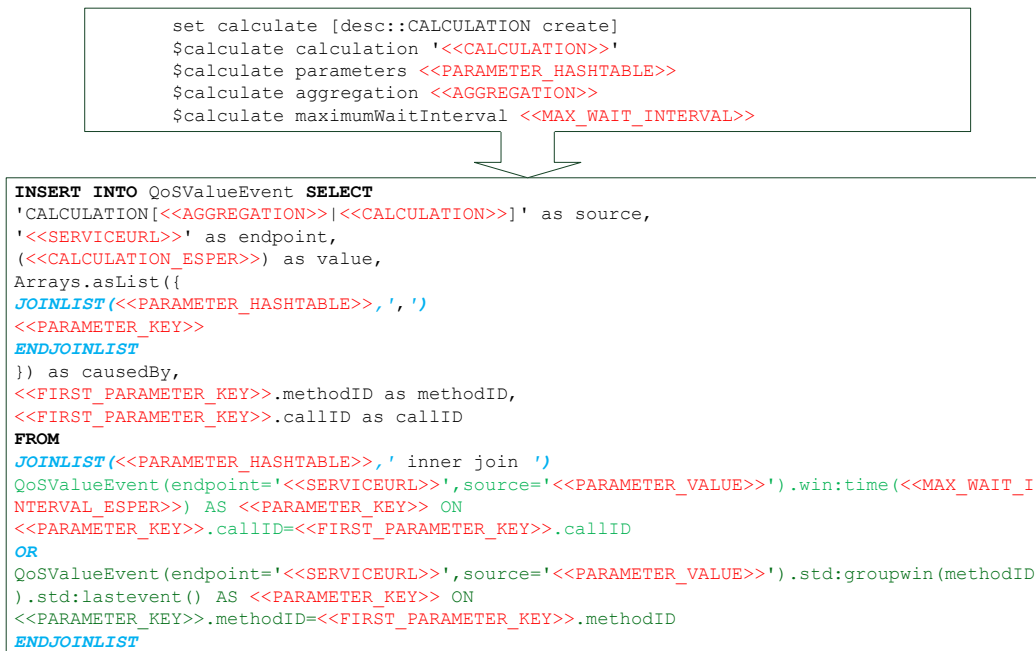 set calculate [desc::CALCULATION create]
$calculate calculation '<<CALCULATION>>'
$calculate parameters <<PARAMETER_HASHTABLE>>
$calculate aggregation <<AGGREGATION>>
$calculate maximumWaitInterval <<MAX_WAIT_INTERVAL>>
INSERT INTO QoSValueEvent SELECT
'CALCULATION[<<AGGREGATION>>|<<CALCULATION>>]' as source,
'<<SERVICEURL>>' as endpoint,
(<<CALCULATION_ESPER>>) as value,
Arrays.asList({
JOINLIST(<<PARAMETER_HASHTABLE>>,',')
<<PARAMETER_KEY>>
ENDJOINLIST
}) as causedBy,
<<FIRST_PARAMETER_KEY>>.methodID as methodID,
<<FIRST_PARAMETER_KEY>>.callID as callID
FROM
JOINLIST(<<PARAMETER_HASHTABLE>>,' inner join ')
QoSValueEvent(endpoint='<<SERVICEURL>>',source='<<PARAMETER_VALUE>>').win:time(<<MAX_WAIT_I
NTERVAL_ESPER>>) AS <<PARAMETER_KEY>> ON
<<PARAMETER_KEY>>.callID=<<FIRST_PARAMETER_KEY>>.callID
OR
QoSValueEvent(endpoint='<<SERVICEURL>>',source='<<PARAMETER_VALUE>>').std:groupwin(methodID
).std:lastevent() AS <<PARAMETER_KEY>> ON
<<PARAMETER_KEY>>.methodID=<<FIRST_PARAMETER_KEY>>.methodID
ENDJOINLIST